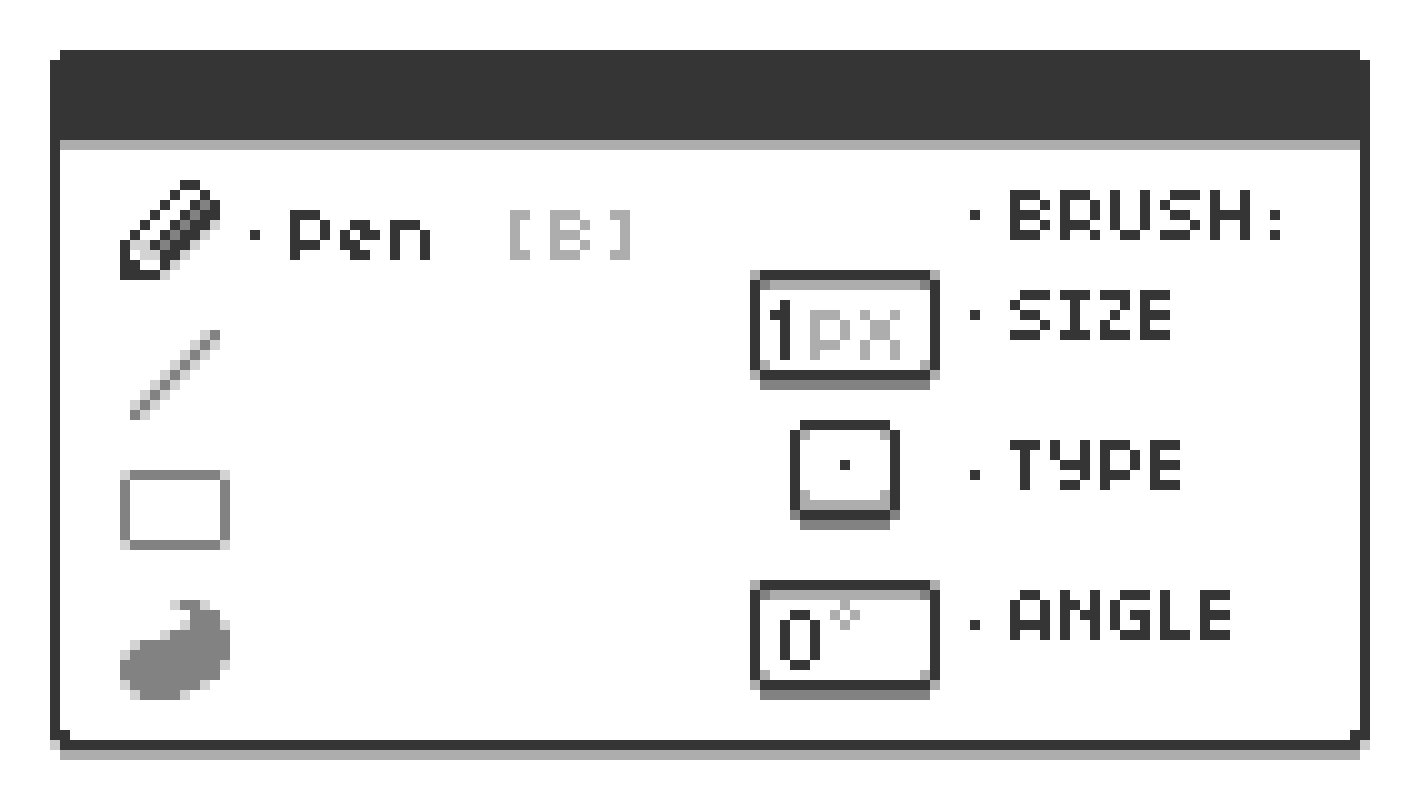 · Pen [B]
· BRUSH:
1px · SIZE
· TYPE
0° · ANGLE